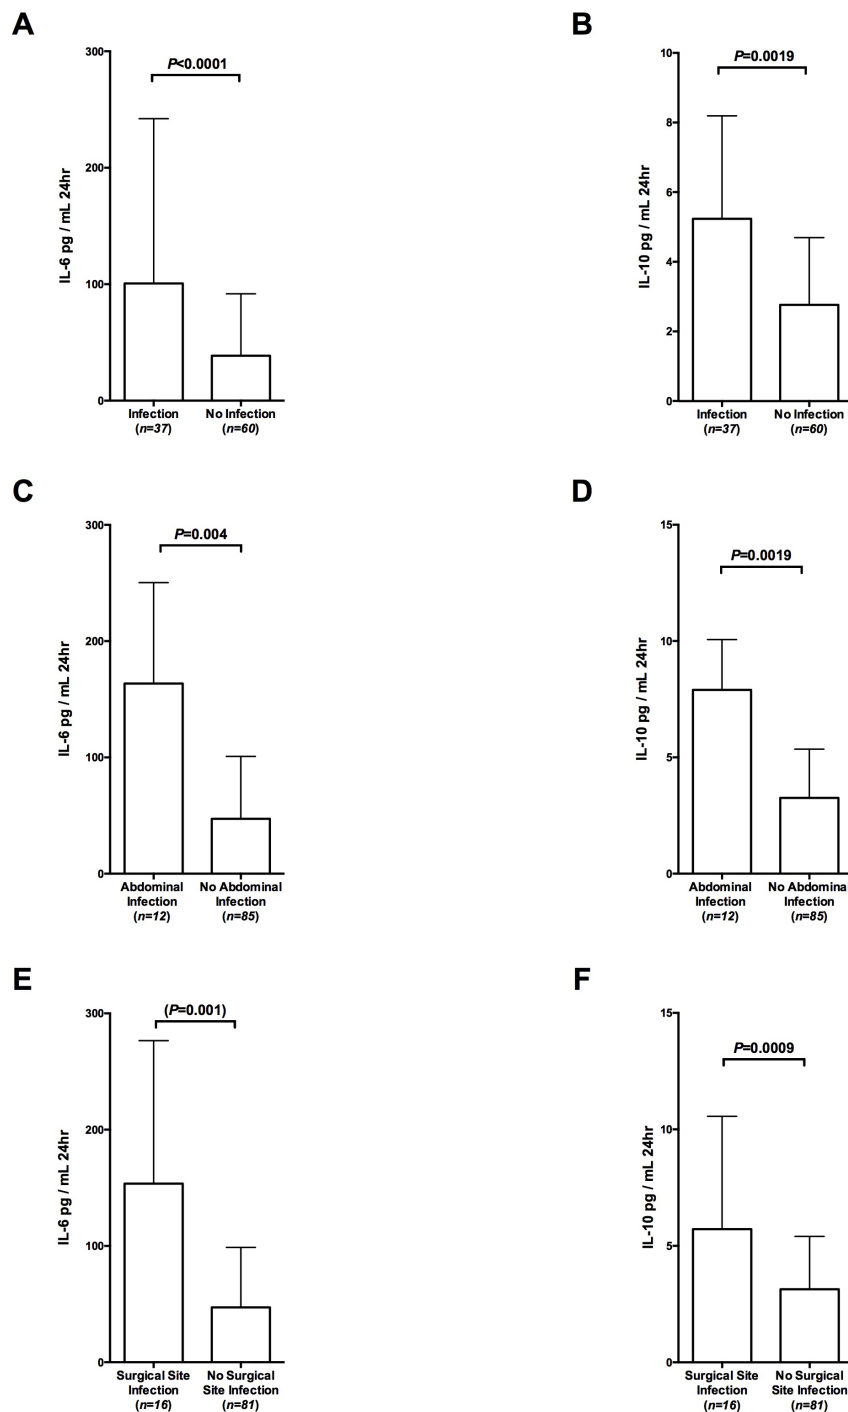 A
P<0.0001
300
200
100
0
IL-6 pg / mL 24hr
Infection
(n=37)
No Infection
(n=60)
B
P=0.0019
10
8
6
4
2
0
IL-10 pg / mL 24hr
Infection
(n=37)
No Infection
(n=60)
C
P=0.004
300
200
100
0
IL-6 pg / mL 24hr
Abdominal
Infection
(n=12)
No Abdominal
Infection
(n=85)
D
P=0.0019
15
10
5
0
IL-10 pg / mL 24hr
Abdominal
Infection
(n=12)
No Abdominal
Infection
(n=85)
E
(P=0.001)
300
200
100
0
IL-6 pg / mL 24hr
Surgical Site
Infection
(n=16)
No Surgical
Site Infection
(n=81)
F
P=0.0009
15
10
5
0
IL-10 pg / mL 24hr
Surgical Site
Infection
(n=16)
No Surgical
Site Infection
(n=81)